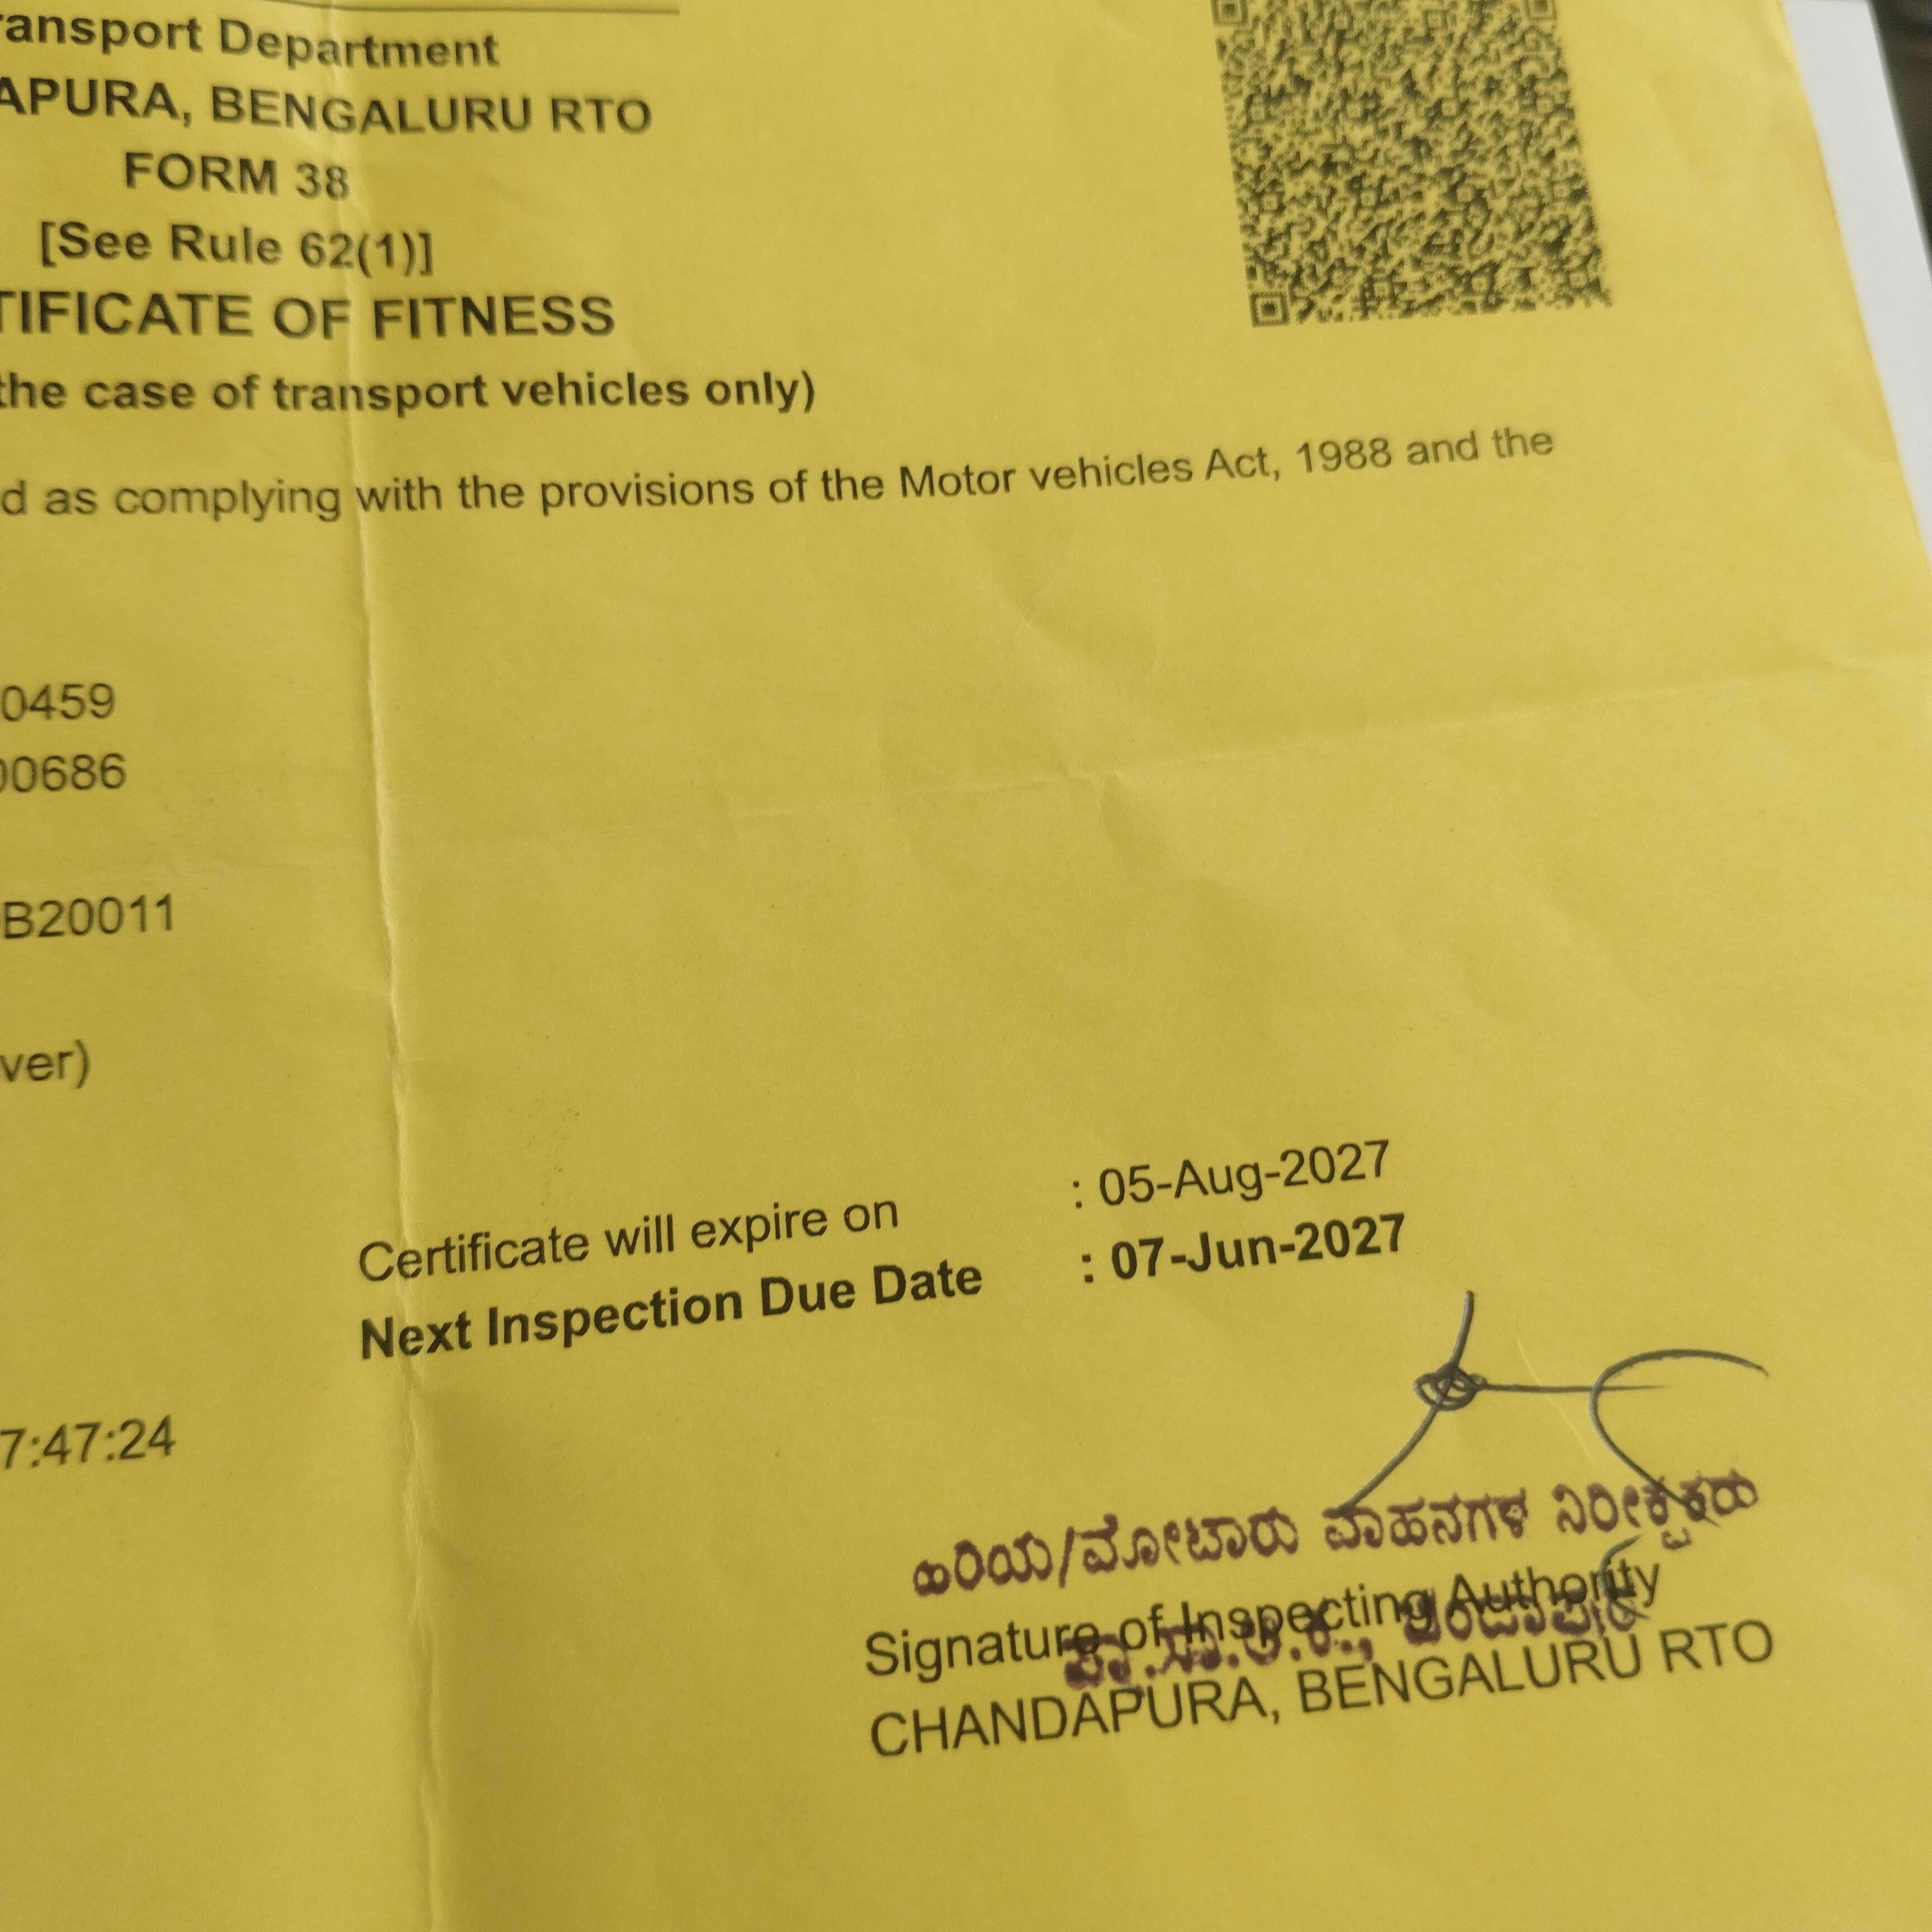 ansport Department
APURA, BENGALURU RTO
FORM 38
[See Rule 62(1)]
TIFICATE OF FITNESS
the case of transport vehicles only)
d as complying with the provisions of the Motor vehicles Act, 1988 and the
0459
00686
B20011
ver)
Certificate will expire on : 05-Aug-2027
Next Inspection Due Date : 07-Jun-2027
7:47:24
ಹಿರಿಯ/ಮೋಟಾರು ವಾಹನಗಳ ನಿರೀಕ್ಷಕರು
Signature of Inspecting Authority
ಪ್ರಾ.ಸಾ.ಅ.ಕ., ಚಂದಾಪುರ
CHANDAPURA, BENGALURU RTO